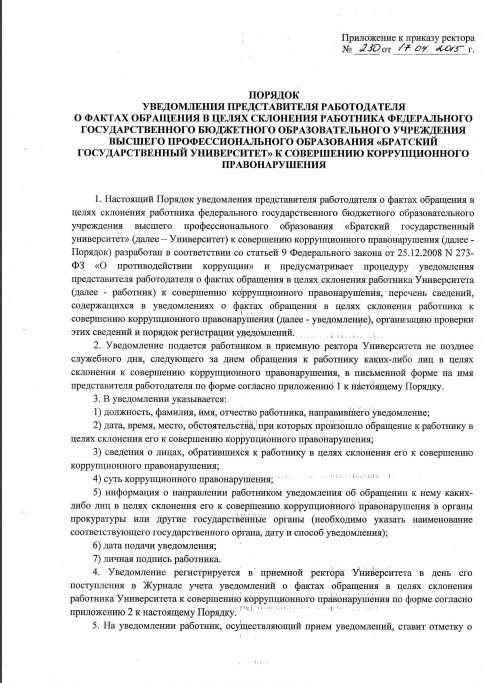 Приложение к приказу ректора
№ 230 от 17.04. 2015 г.
ПОРЯДОК
УВЕДОМЛЕНИЯ ПРЕДСТАВИТЕЛЯ РАБОТОДАТЕЛЯ
О ФАКТАХ ОБРАЩЕНИЯ В ЦЕЛЯХ СКЛОНЕНИЯ РАБОТНИКА ФЕДЕРАЛЬНОГО
ГОСУДАРСТВЕННОГО БЮДЖЕТНОГО ОБРАЗОВАТЕЛЬНОГО УЧРЕЖДЕНИЯ
ВЫСШЕГО ПРОФЕССИОНАЛЬНОГО ОБРАЗОВАНИЯ «БРАТСКИЙ
ГОСУДАРСТВЕННЫЙ УНИВЕРСИТЕТ» К СОВЕРШЕНИЮ КОРРУПЦИОННОГО
ПРАВОНАРУШЕНИЯ
1. Настоящий Порядок уведомления представителя работодателя о фактах обращения в
целях склонения работника федерального государственного бюджетного образовательного
учреждения высшего профессионального образования «Братский государственный
университет» (далее – Университет) к совершению коррупционного правонарушения (далее -
Порядок) разработан в соответствии со статьей 9 Федерального закона от 25.12.2008 N 273-
ФЗ «О противодействии коррупции» и предусматривает процедуру уведомления
представителя работодателя о фактах обращения в целях склонения работника Университета
(далее - работник) к совершению коррупционного правонарушения, перечень сведений,
содержащихся в уведомлениях о фактах обращения в целях склонения работника к
совершению коррупционного правонарушения (далее - уведомление), организацию проверки
этих сведений и порядок регистрации уведомлений.
2. Уведомление подается работником в приемную ректора Университета не позднее
служебного дня, следующего за днем обращения к работнику каких-либо лиц в целях
склонения к совершению коррупционного правонарушения, в письменной форме на имя
представителя работодателя по форме согласно приложению 1 к настоящему Порядку.
3. В уведомлении указывается:
1) должность, фамилия, имя, отчество работника, направившего уведомление;
2) дата, время, место, обстоятельства, при которых произошло обращение к работнику в
целях склонения его к совершению коррупционного правонарушения;
3) сведения о лицах, обратившихся к работнику в целях склонения его к совершению
коррупционного правонарушения;
4) суть коррупционного правонарушения;
5) информация о направлении работником уведомления об обращении к нему каких-
либо лиц в целях склонения его к совершению коррупционного правонарушения в органы
прокуратуры или другие государственные органы (необходимо указать наименование
соответствующего государственного органа, дату и способ уведомления);
6) дата подачи уведомления;
7) личная подпись работника.
4. Уведомление регистрируется в приемной ректора Университета в день его
поступления в Журнале учета уведомлений о фактах обращения в целях склонения
работника Университета к совершению коррупционного правонарушения по форме согласно
приложению 2 к настоящему Порядку.
5. На уведомлении работник, осуществляющий прием уведомлений, ставит отметку о